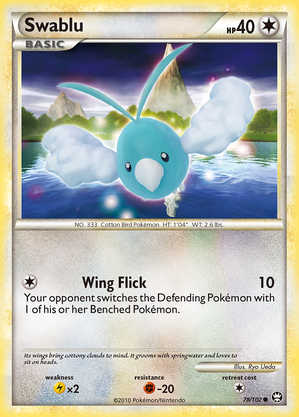 Swablu
HP40
BASIC
NO. 333 Cotton Bird Pokémon HT: 1'04" WT: 2.6 lbs.
Wing Flick 10
Your opponent switches the Defending Pokémon with
1 of his or her Benched Pokémon.
Its wings bring cottony clouds to mind. It grooms with springwater and loves to
sit on heads.
Illus. Ryo Ueda
weakness resistance retreat cost
×2 -20
©2010 Pokémon/Nintendo 78/102